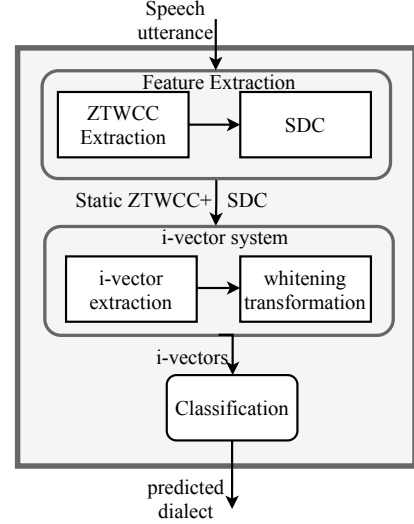 Speech
utterance
Feature Extraction
ZTWCC
Extraction
SDC
Static ZTWCC+ SDC
i-vector system
i-vector
extraction
whitening
transformation
i-vectors
Classification
predicted
dialect